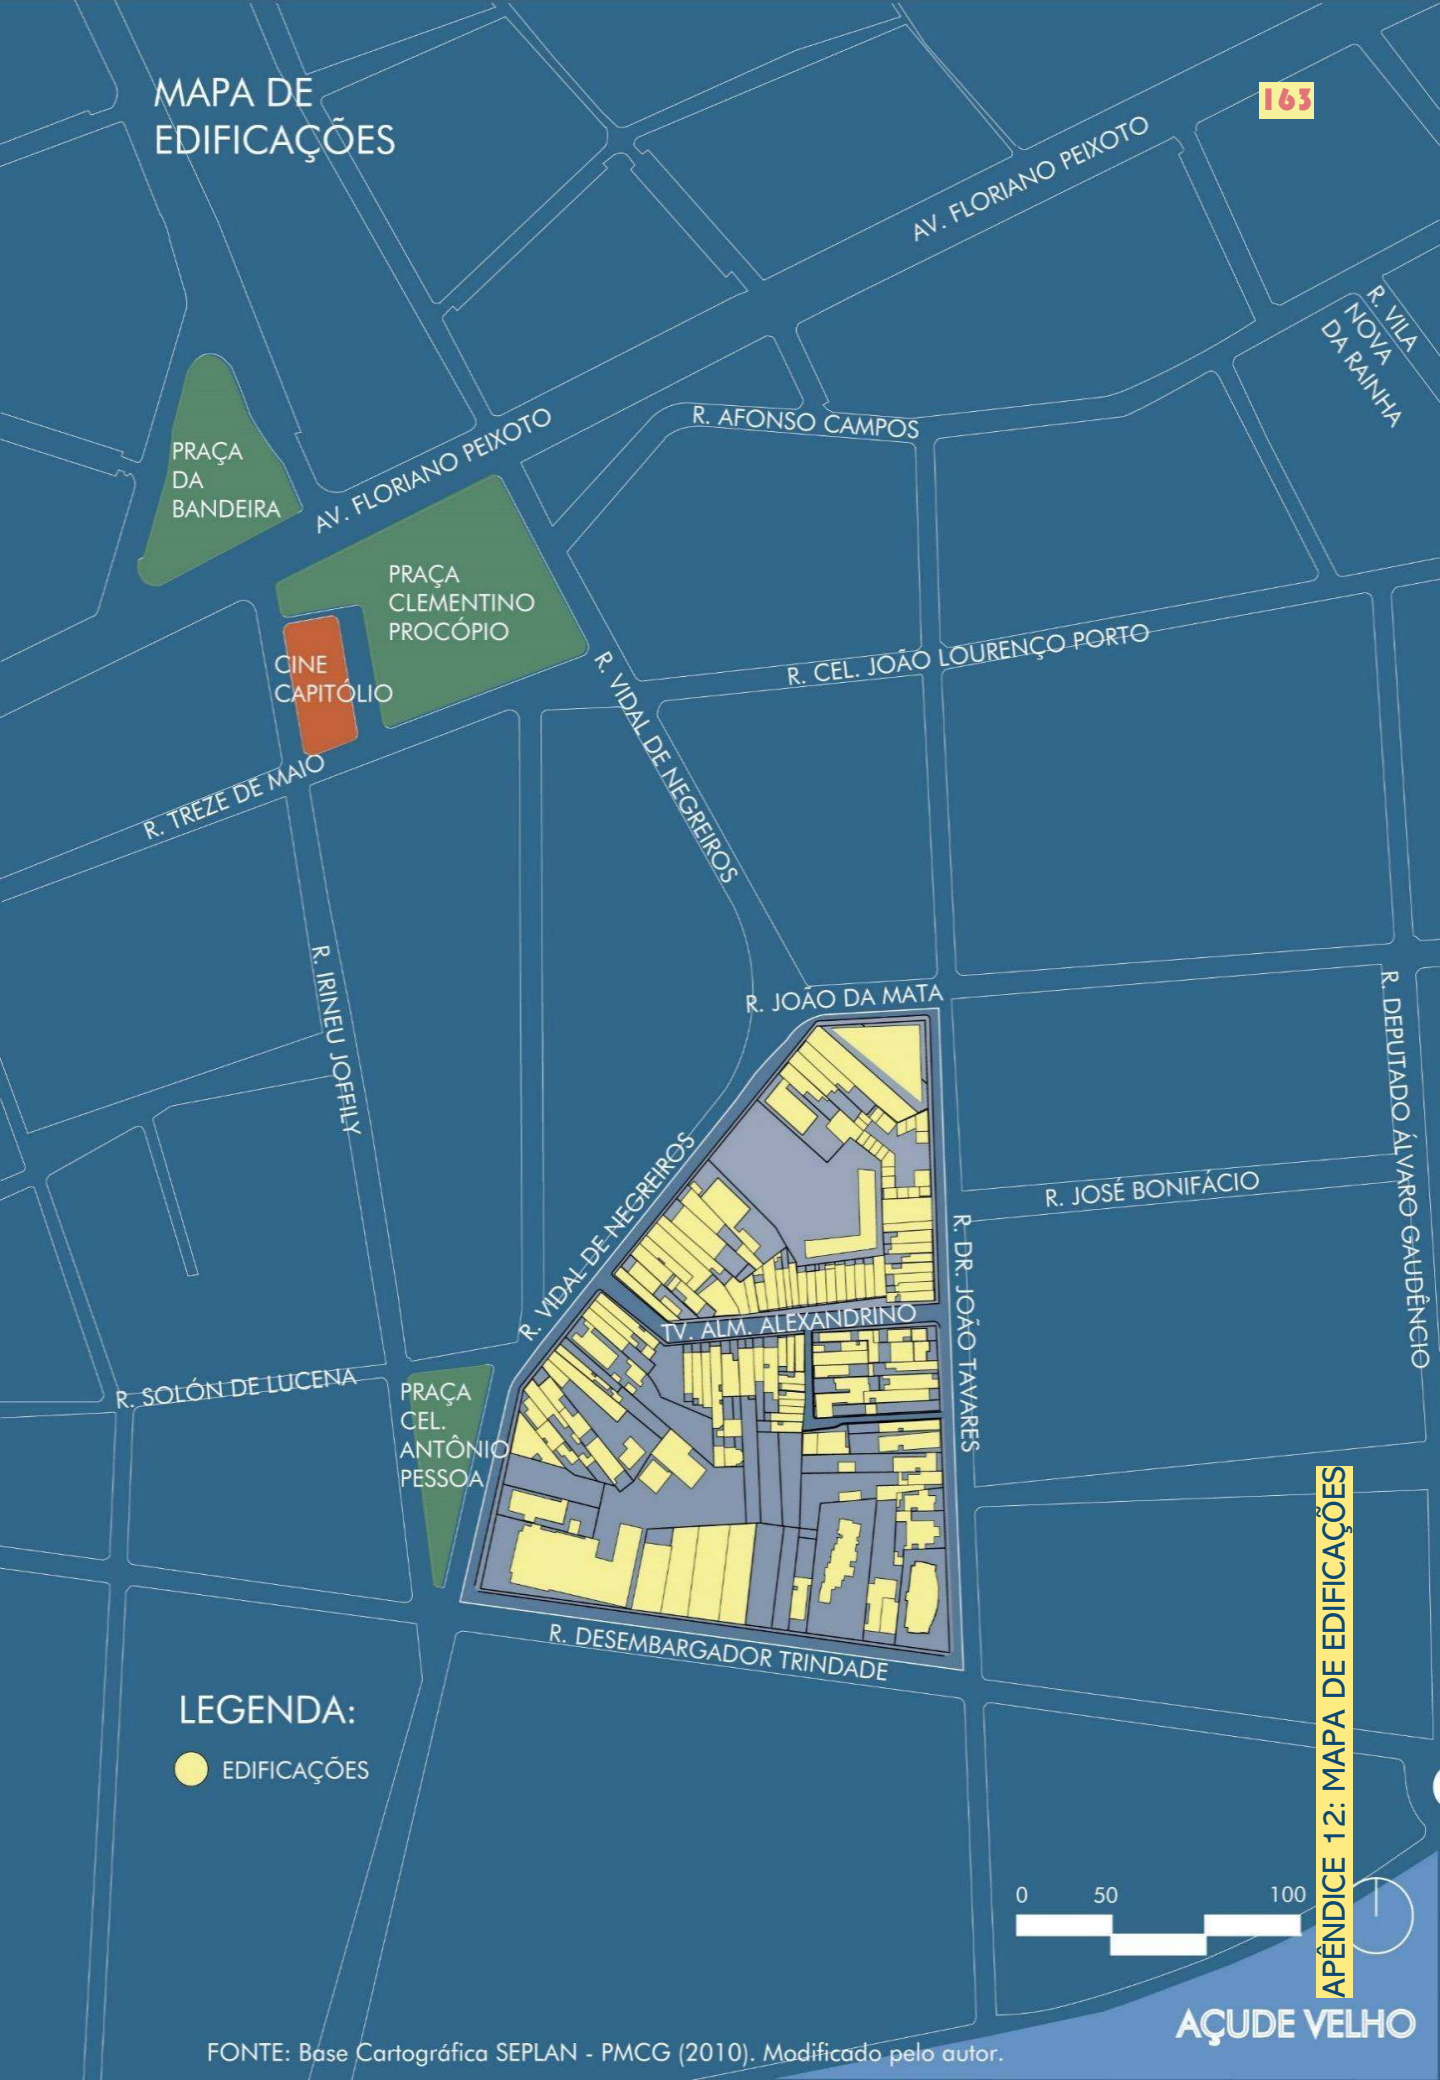 MAPA DE
EDIFICAÇÕES
163
AV. FLORIANO PEIXOTO
R. VILA
NOVA
DA RAINHA
R. AFONSO CAMPOS
AV. FLORIANO PEIXOTO
PRAÇA
DA
BANDEIRA
PRAÇA
CLEMENTINO
PROCÓPIO
CINE
CAPITÓLIO
R. CEL. JOÃO LOURENÇO PORTO
R. VIDAL DE NEGREIROS
R. TREZE DE MAIO
R. IRINEU JOFFILY
R. JOÃO DA MATA
R. DEPUTADO ÁLVARO GAUDÊNCIO
R. JOSÉ BONIFÁCIO
R. VIDAL DE NEGREIROS
R. DR. JOÃO TAVARES
TV. ALM. ALEXANDRINO
R. SOLÓN DE LUCENA
PRAÇA
CEL.
ANTÔNIO
PESSOA
R. DESEMBARGADOR TRINDADE
LEGENDA:
EDIFICAÇÕES
APÊNDICE 12: MAPA DE EDIFICAÇÕES
0 50 100
AÇUDE VELHO
FONTE: Base Cartográfica SEPLAN - PMCG (2010). Modificado pelo autor.